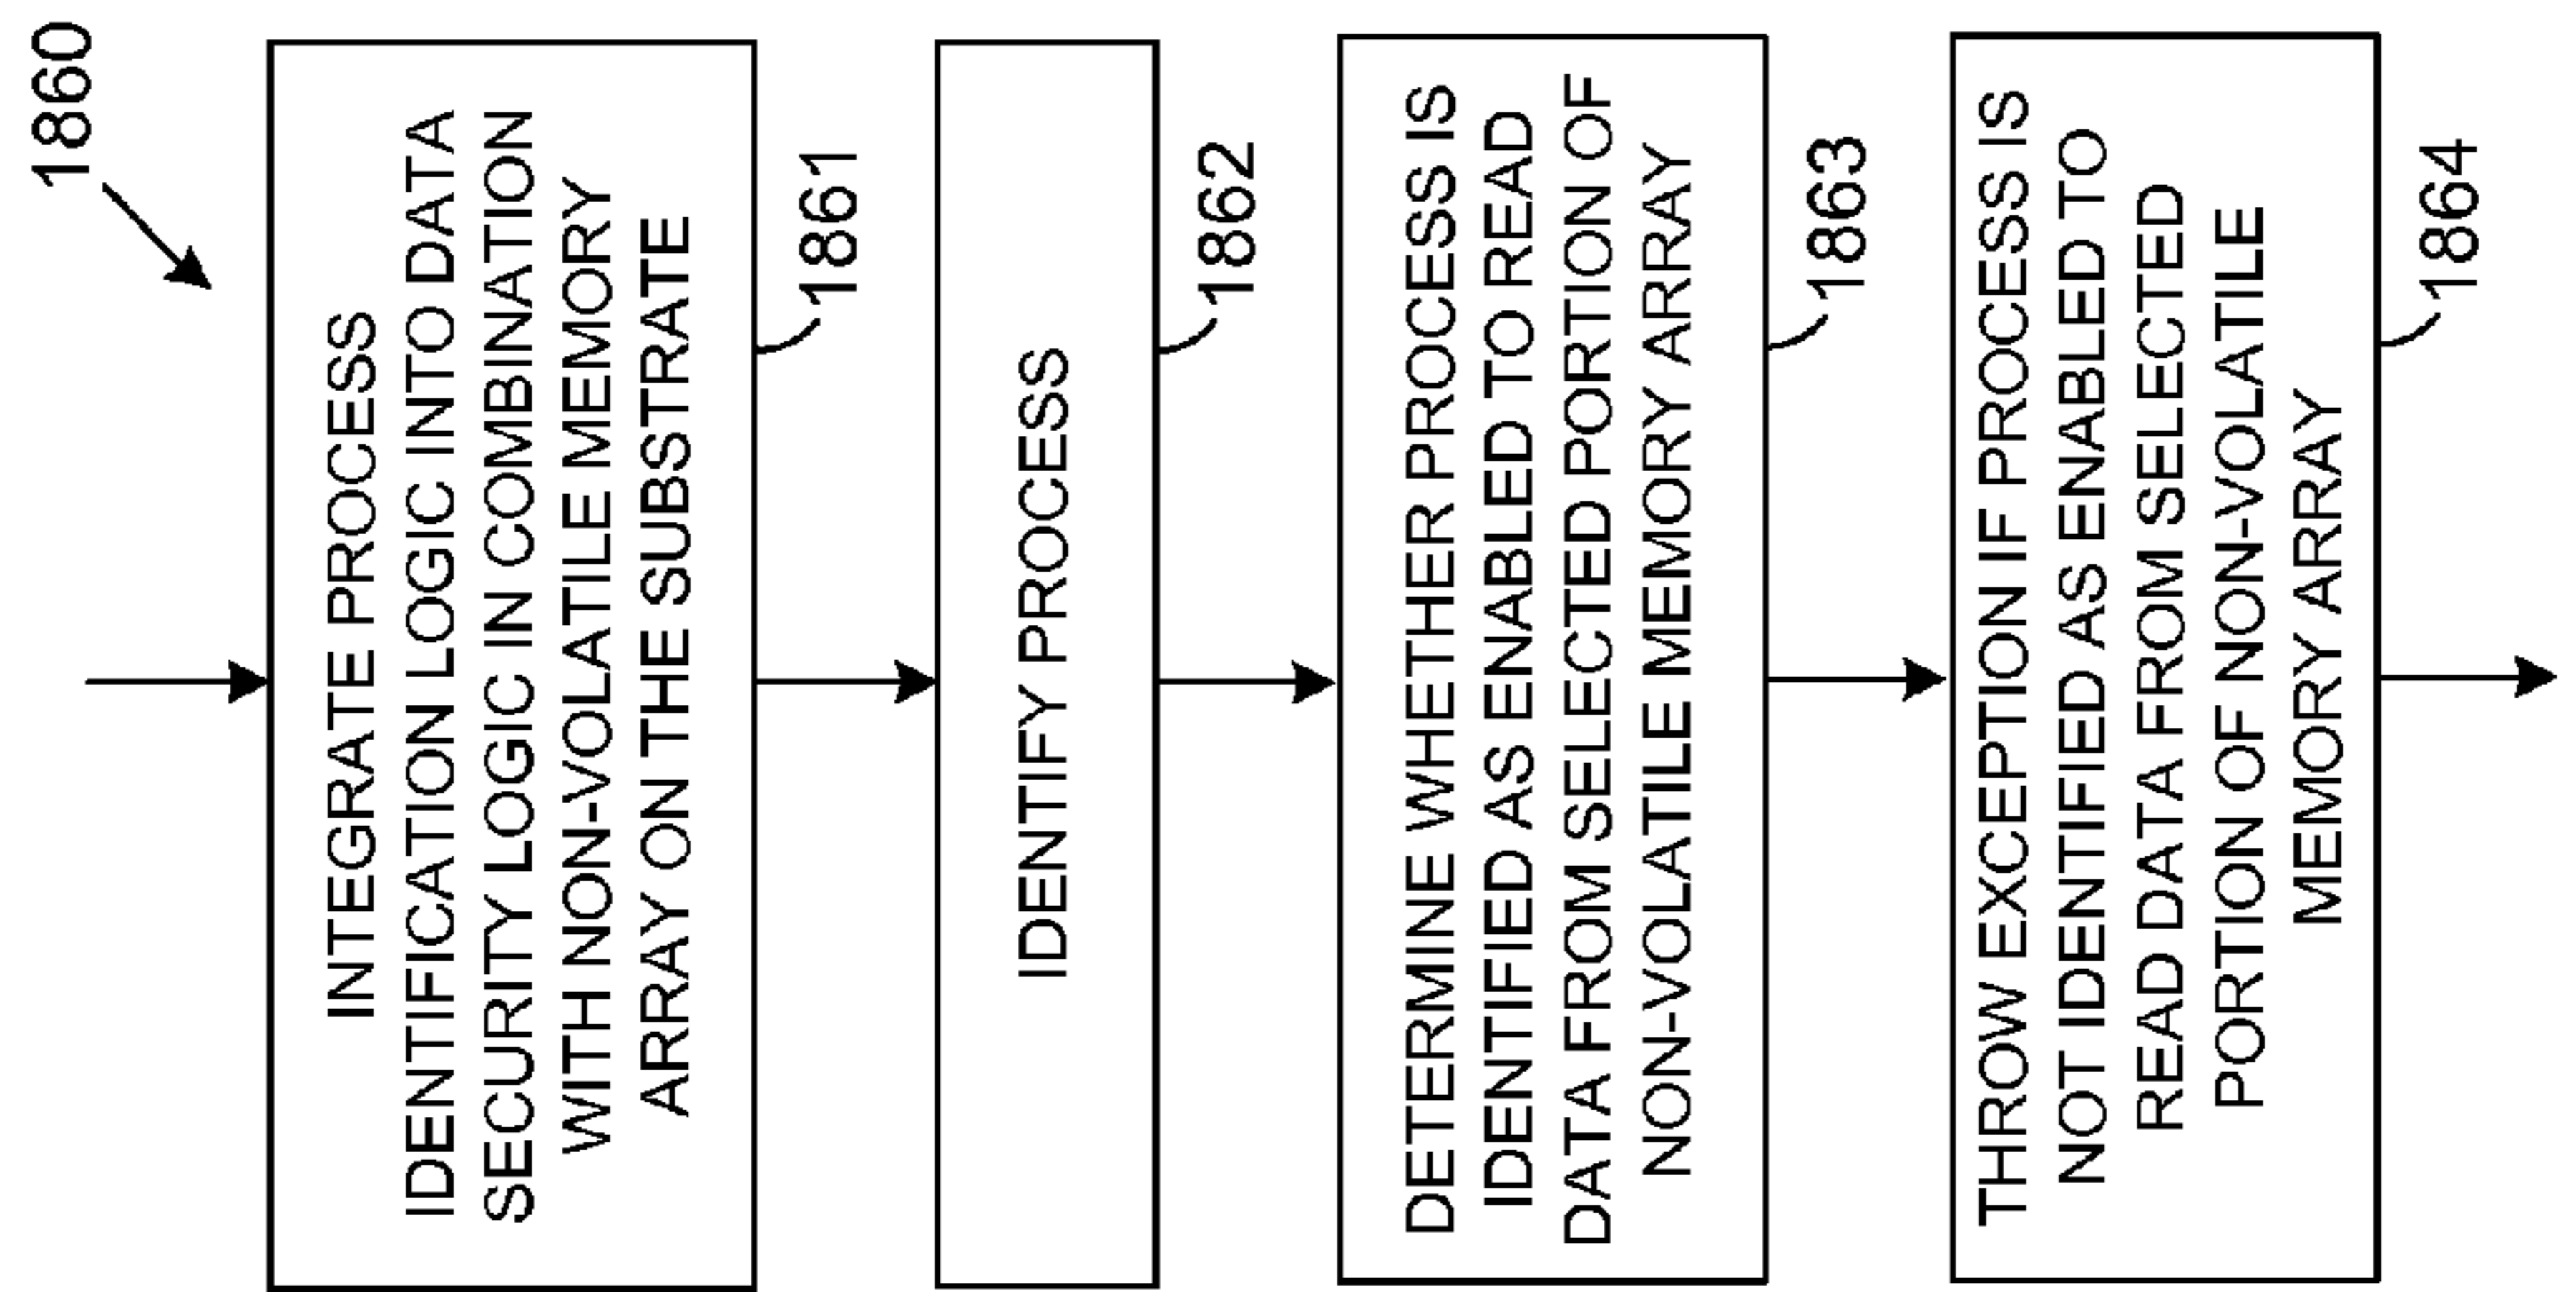 1860
INTEGRATE PROCESS
IDENTIFICATION LOGIC INTO DATA
SECURITY LOGIC IN COMBINATION
WITH NON-VOLATILE MEMORY
ARRAY ON THE SUBSTRATE
1861
IDENTIFY PROCESS
1862
DETERMINE WHETHER PROCESS IS
IDENTIFIED AS ENABLED TO READ
DATA FROM SELECTED PORTION OF
NON-VOLATILE MEMORY ARRAY
1863
THROW EXCEPTION IF PROCESS IS
NOT IDENTIFIED AS ENABLED TO
READ DATA FROM SELECTED
PORTION OF NON-VOLATILE
MEMORY ARRAY
1864